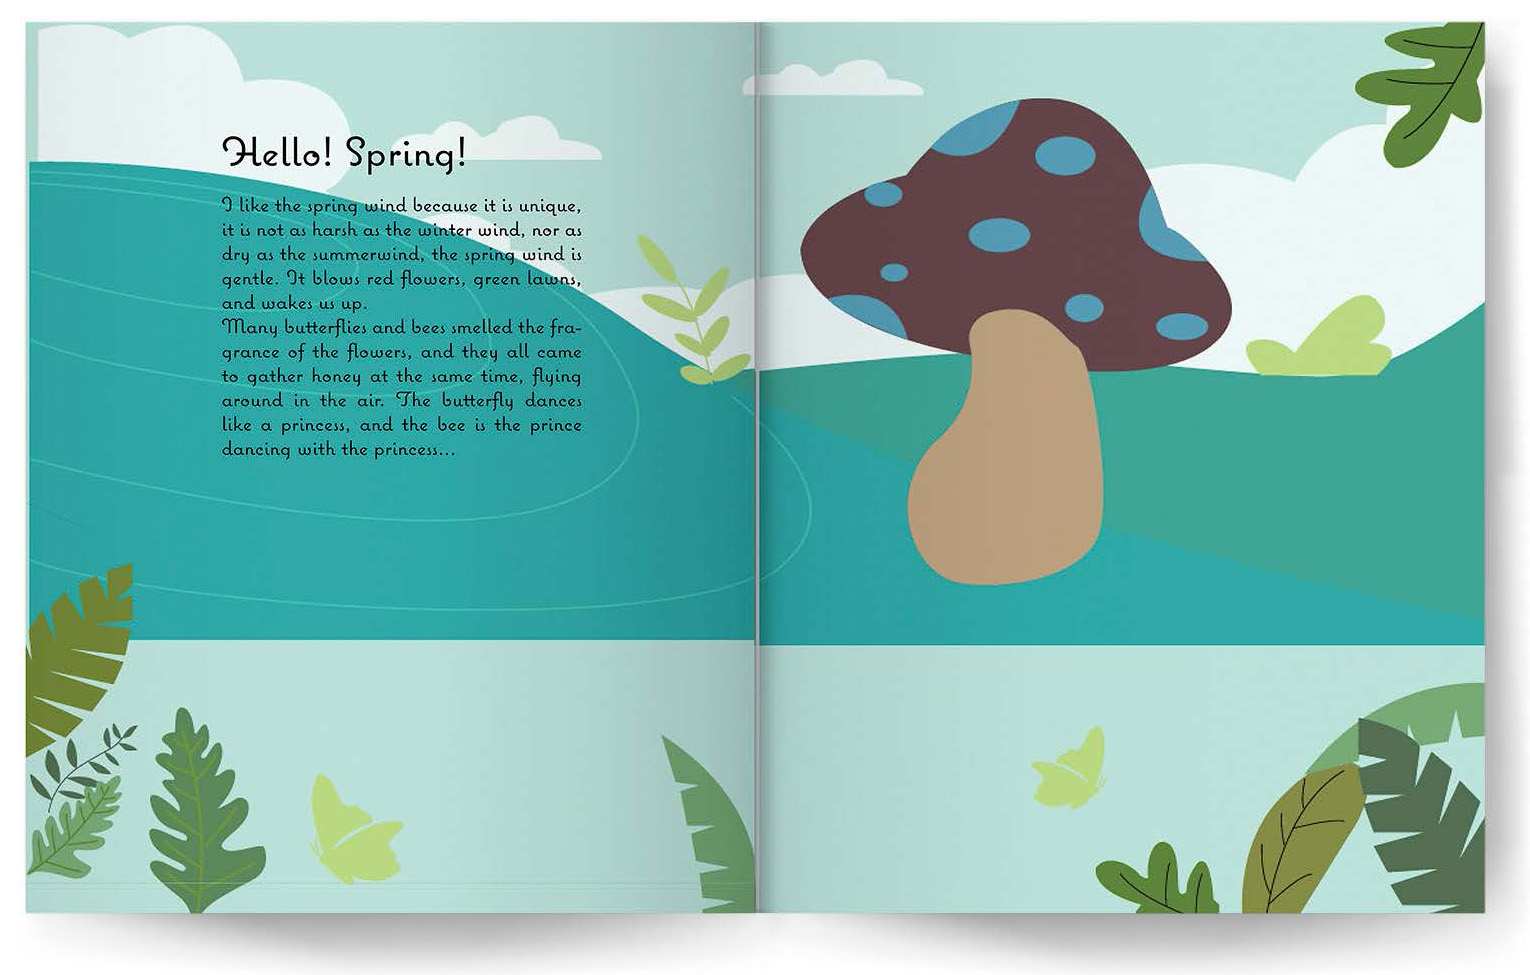 Hello! Spring!
I like the spring wind because it is unique,
it is not as harsh as the winter wind, nor as
dry as the summerwind, the spring wind is
gentle. It blows red flowers, green lawns,
and wakes us up.
Many butterflies and bees smelled the fra-
grance of the flowers, and they all came
to gather honey at the same time, flying
around in the air. The butterfly dances
like a princess, and the bee is the prince
dancing with the princess...